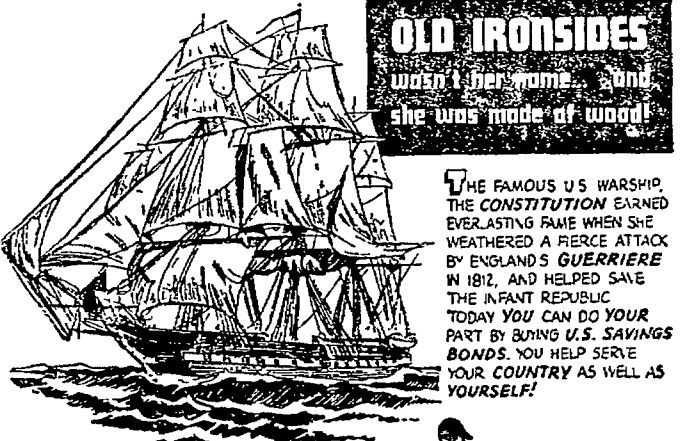 OLD IRONSIDES
wasn't her name... and
she was made of wood!
THE FAMOUS U S WARSHIP,
THE CONSTITUTION EARNED
EVERLASTING FAME WHEN SHE
WEATHERED A FIERCE ATTACK
BY ENGLANDS GUERRIERE
IN 1812, AND HELPED SAVE
THE INFANT REPUBLIC
TODAY YOU CAN DO YOUR
PART BY BUYING U.S. SAVINGS
BONDS. YOU HELP SERVE
YOUR COUNTRY AS WELL AS
YOURSELF!